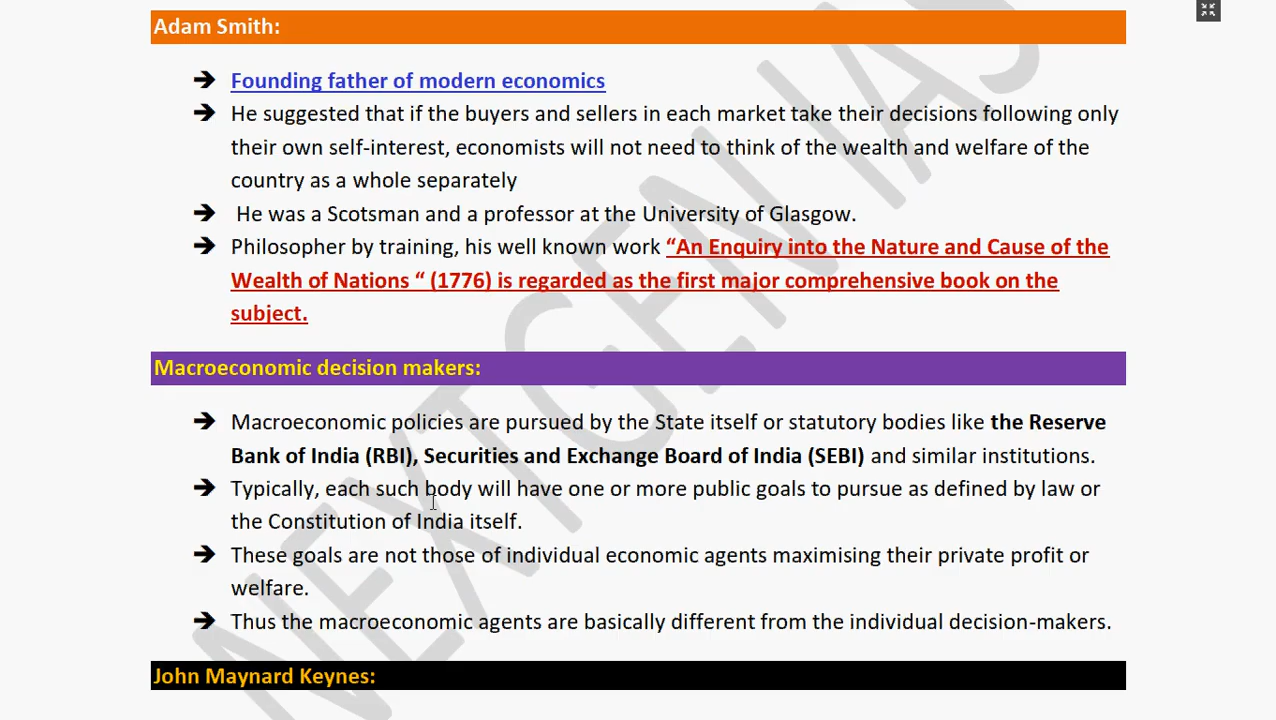 Adam Smith:
➔ Founding father of modern economics
➔ He suggested that if the buyers and sellers in each market take their decisions following only
their own self-interest, economists will not need to think of the wealth and welfare of the
country as a whole separately
➔ He was a Scotsman and a professor at the University of Glasgow.
➔ Philosopher by training, his well known work “An Enquiry into the Nature and Cause of the
Wealth of Nations “ (1776) is regarded as the first major comprehensive book on the
subject.
Macroeconomic decision makers:
➔ Macroeconomic policies are pursued by the State itself or statutory bodies like the Reserve
Bank of India (RBI), Securities and Exchange Board of India (SEBI) and similar institutions.
➔ Typically, each such body will have one or more public goals to pursue as defined by law or
the Constitution of India itself.
➔ These goals are not those of individual economic agents maximising their private profit or
welfare.
➔ Thus the macroeconomic agents are basically different from the individual decision-makers.
John Maynard Keynes:
NEXTGEN IAS